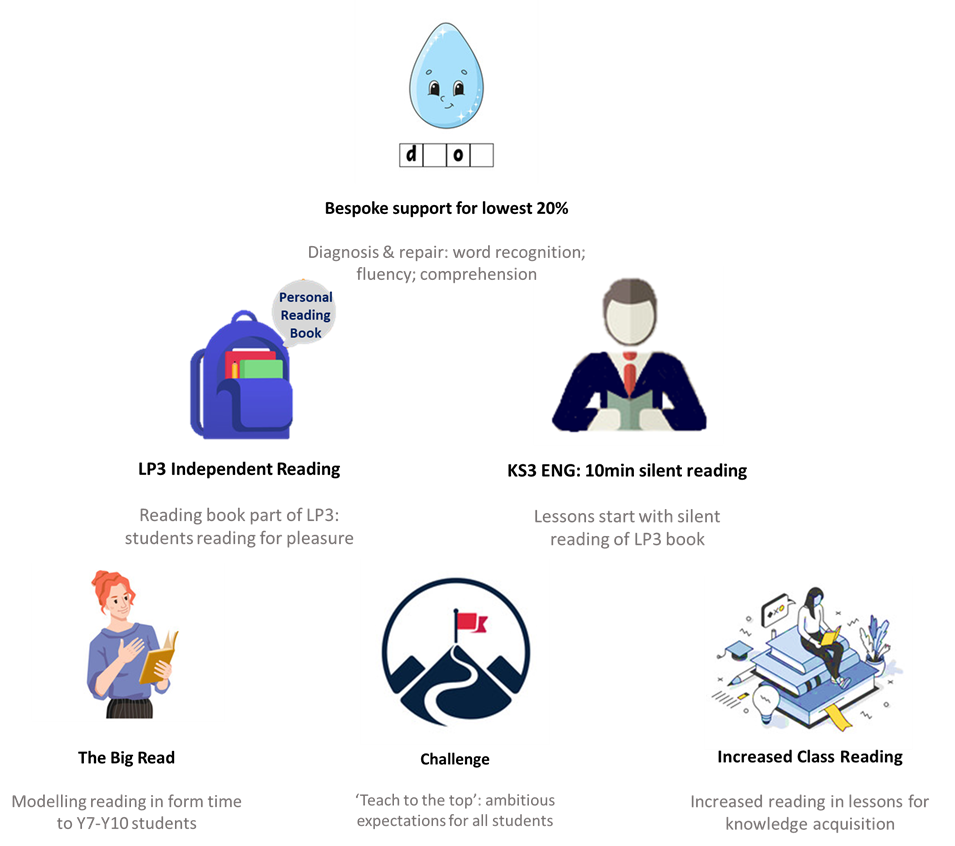 d o
Bespoke support for lowest 20%
Diagnosis & repair: word recognition;
fluency; comprehension
Personal
Reading
Book
LP3 Independent Reading
Reading book part of LP3:
students reading for pleasure
KS3 ENG: 10min silent reading
Lessons start with silent
reading of LP3 book
The Big Read
Modelling reading in form time
to Y7-Y10 students
Challenge
‘Teach to the top’: ambitious
expectations for all students
Increased Class Reading
Increased reading in lessons for
knowledge acquisition